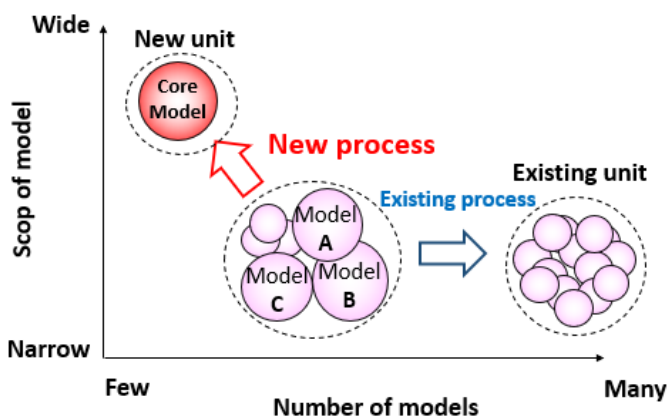 Wide
New unit
Core
Model
New process
Scop of model
Existing unit
Existing process
Model
A
Model
C
Model
B
Narrow
Few
Number of models
Many